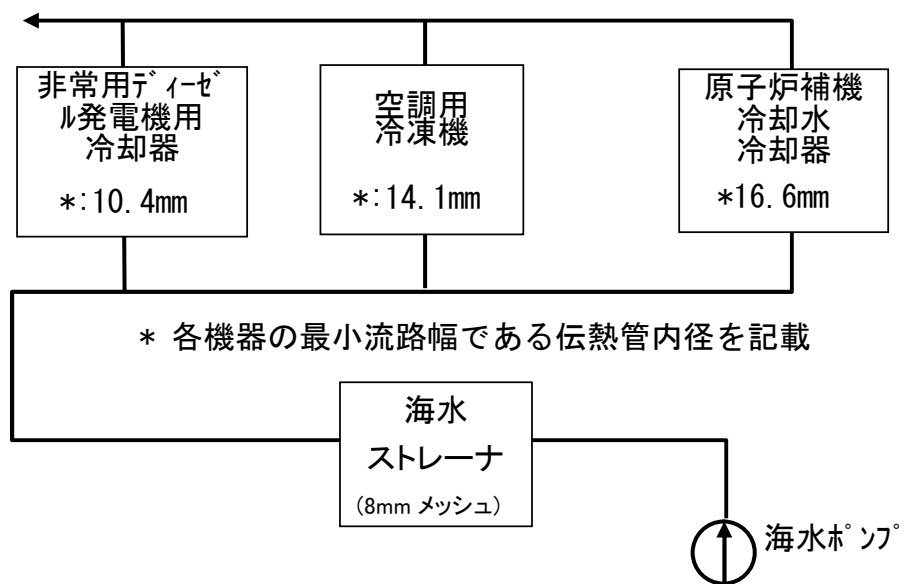 非常用ﾃﾞｨｰｾﾞ
ﾙ発電機用
冷却器
*:10.4mm
空調用
冷凍機
*:14.1mm
原子炉補機
冷却水
冷却器
*16.6mm
* 各機器の最小流路幅である伝熱管内径を記載
海水
ストレーナ
(8mm メッシュ)
海水ﾎﾟﾝﾌﾟ